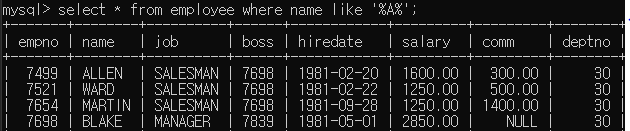 mysql> select * from employee where name like '%A%';
+-------+--------+----------+------+------------+---------+---------+--------+
| empno | name | job | boss | hiredate | salary | comm | deptno |
+-------+--------+----------+------+------------+---------+---------+--------+
| 7499 | ALLEN | SALESMAN | 7698 | 1981-02-20 | 1600.00 | 300.00 | 30 |
| 7521 | WARD | SALESMAN | 7698 | 1981-02-22 | 1250.00 | 500.00 | 30 |
| 7654 | MARTIN | SALESMAN | 7698 | 1981-09-28 | 1250.00 | 1400.00 | 30 |
| 7698 | BLAKE | MANAGER | 7839 | 1981-05-01 | 2850.00 | NULL | 30 |